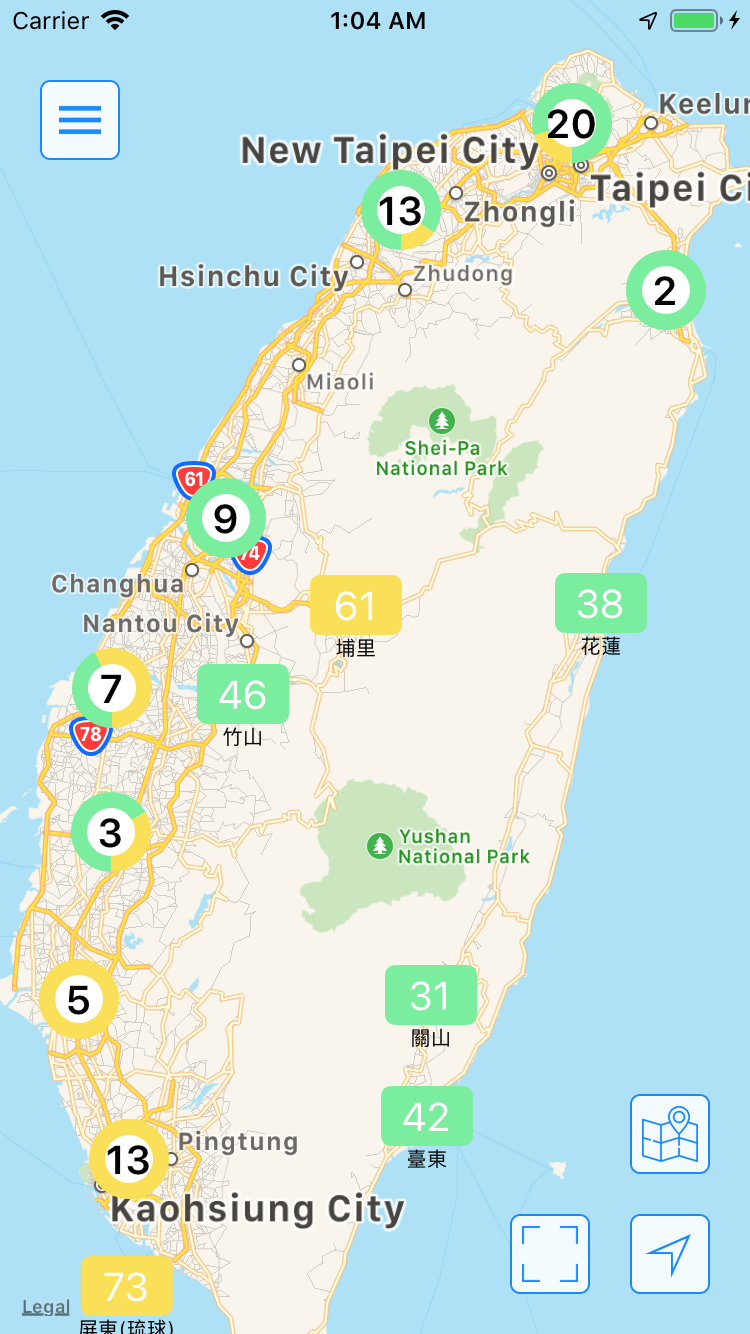 Carrier 1:04 AM
Keelur
20
New Taipei City
Taipei Ci
13
Zhongli
Hsinchu City
Zhudong
2
Miaoli
Shei-Pa
National Park
61
9
74
Changhua
61
38
Nantou City
埔里
花蓮
7
46
78
竹山
3
Yushan
National Park
5
31
關山
42
臺東
13
Pingtung
Kaohsiung City
73
Legal
屏東(琉球)